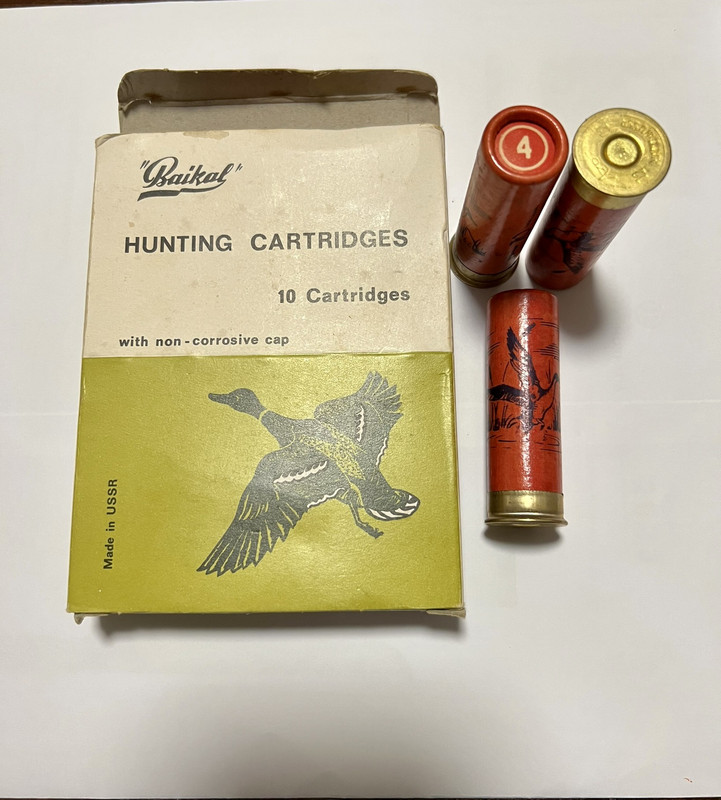 "Baikal"
HUNTING CARTRIDGES
10 Cartridges
with non-corrosive cap
Made in USSR
4